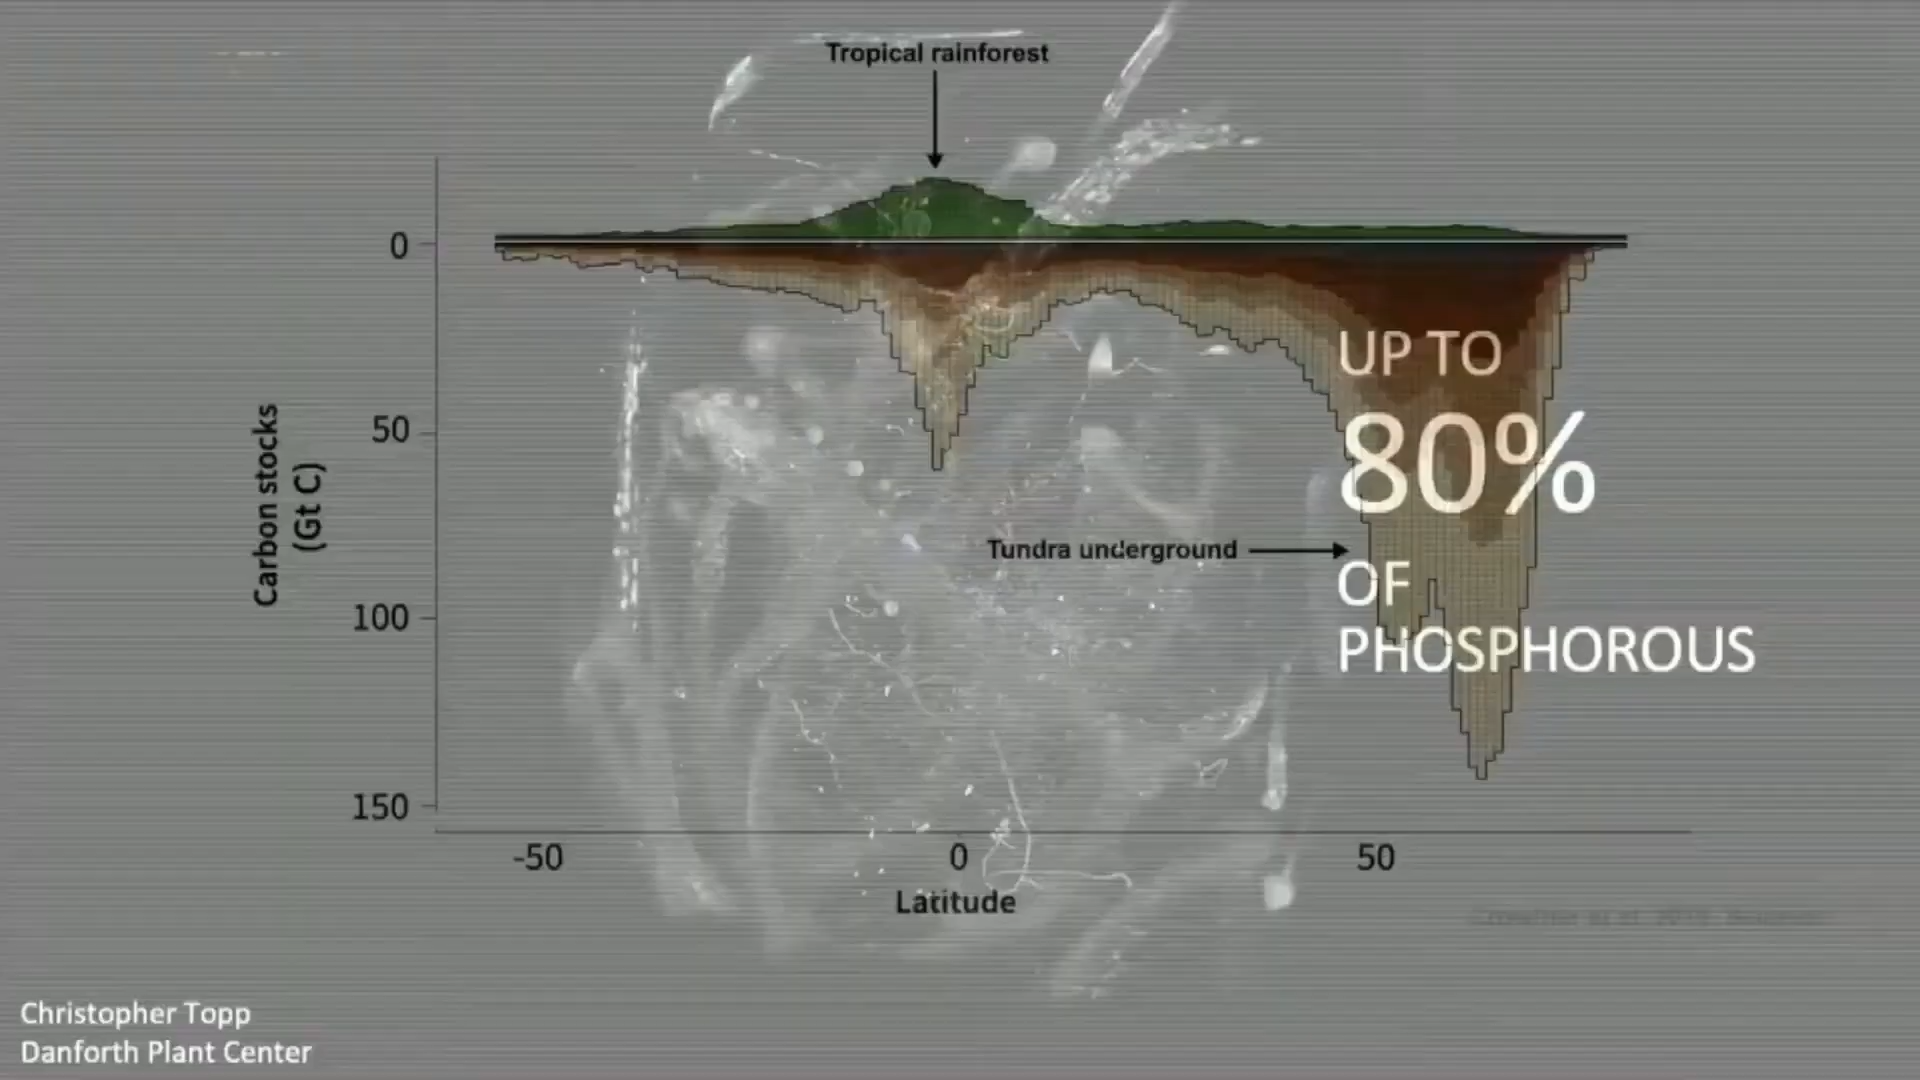 Tropical rainforest
0
50
100
150
Carbon stocks
(Gt C)
UP TO
80%
Tundra underground
OF
PHOSPHOROUS
-50
0
50
Latitude
Christopher Topp
Danforth Plant Center